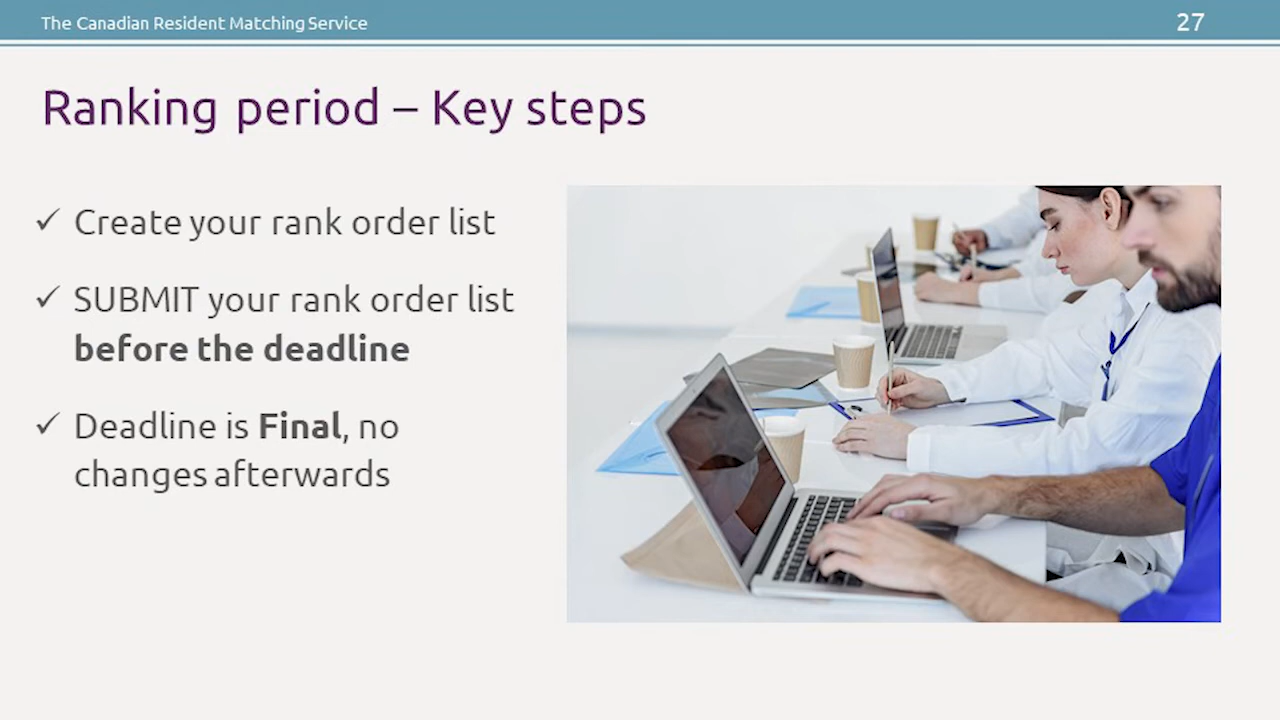 The Canadian Resident Matching Service
27
Ranking period – Key steps
✓ Create your rank order list
✓ SUBMIT your rank order list
before the deadline
✓ Deadline is Final, no
changes afterwards